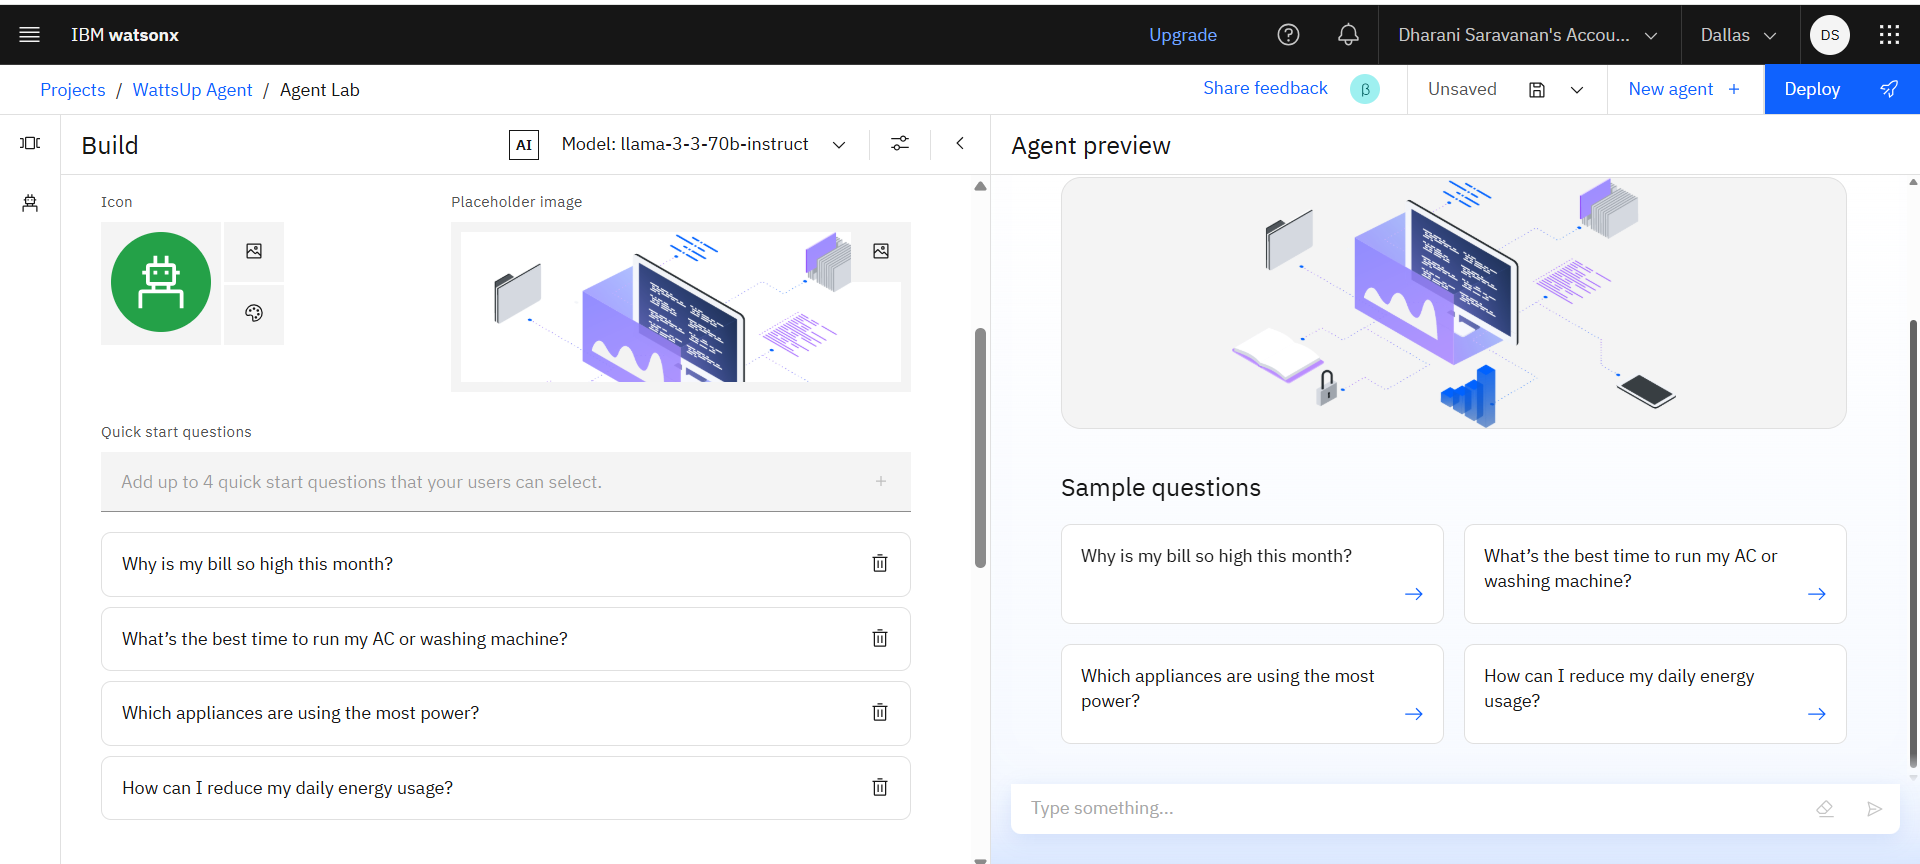 IBM watsonx
Upgrade
Dharani Saravanan's Accou...
Dallas
DS
Projects / WattsUp Agent / Agent Lab
Share feedback
β
Unsaved
New agent +
Deploy
Build
AI
Model: llama-3-3-70b-instruct
Agent preview
Icon
Placeholder image
Quick start questions
Add up to 4 quick start questions that your users can select.
Why is my bill so high this month?
What’s the best time to run my AC or washing machine?
Which appliances are using the most power?
How can I reduce my daily energy usage?
Sample questions
Why is my bill so high this month?
What’s the best time to run my AC or
washing machine?
Which appliances are using the most
power?
How can I reduce my daily energy
usage?
Type something...